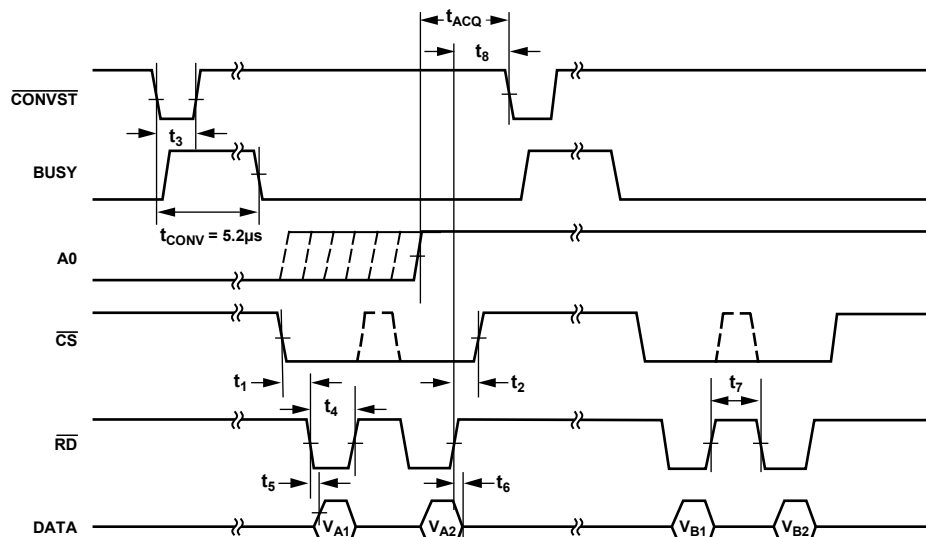 tACQ
t8
CONVST
t3
BUSY
tCONV = 5.2µs
A0
CS
t1
t4
t2
t7
RD
t5
t6
DATA
VA1
VA2
VB1
VB2